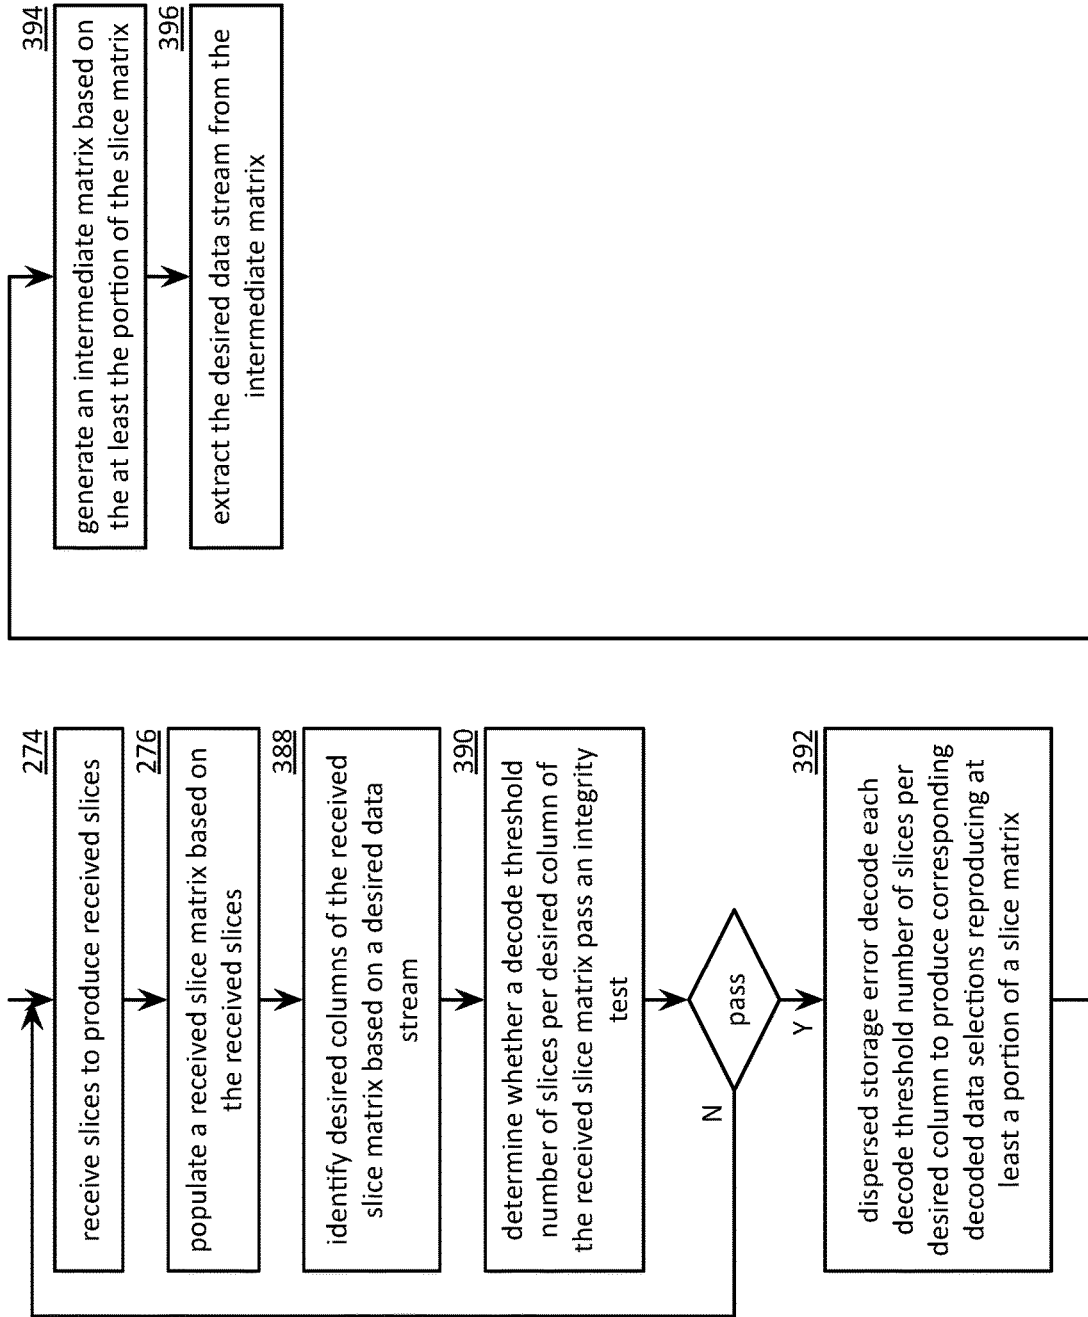 274
receive slices to produce received slices
276
populate a received slice matrix based on
the received slices
388
identify desired columns of the received
slice matrix based on a desired data
stream
390
determine whether a decode threshold
number of slices per desired column of
the received slice matrix pass an integrity
test
pass
N
Y
392
dispersed storage error decode each
decode threshold number of slices per
desired column to produce corresponding
decoded data selections reproducing at
least a portion of a slice matrix
394
generate an intermediate matrix based on
the at least the portion of the slice matrix
396
extract the desired data stream from the
intermediate matrix